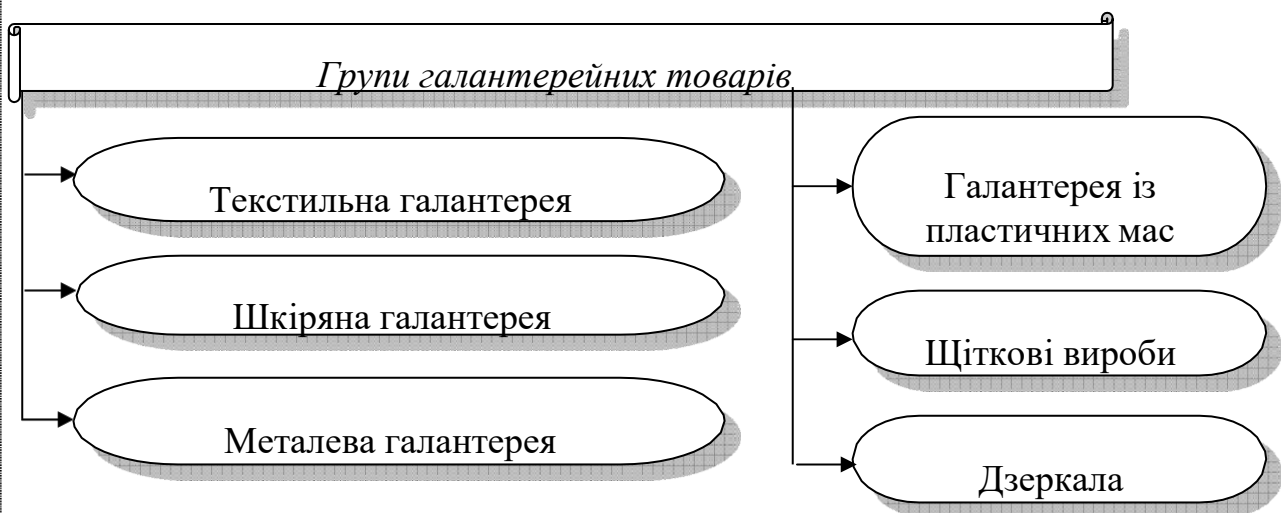 Групи галантерейних товарів
Текстильна галантерея
Шкіряна галантерея
Металева галантерея
Галантерея із
пластичних мас
Щіткові вироби
Дзеркала